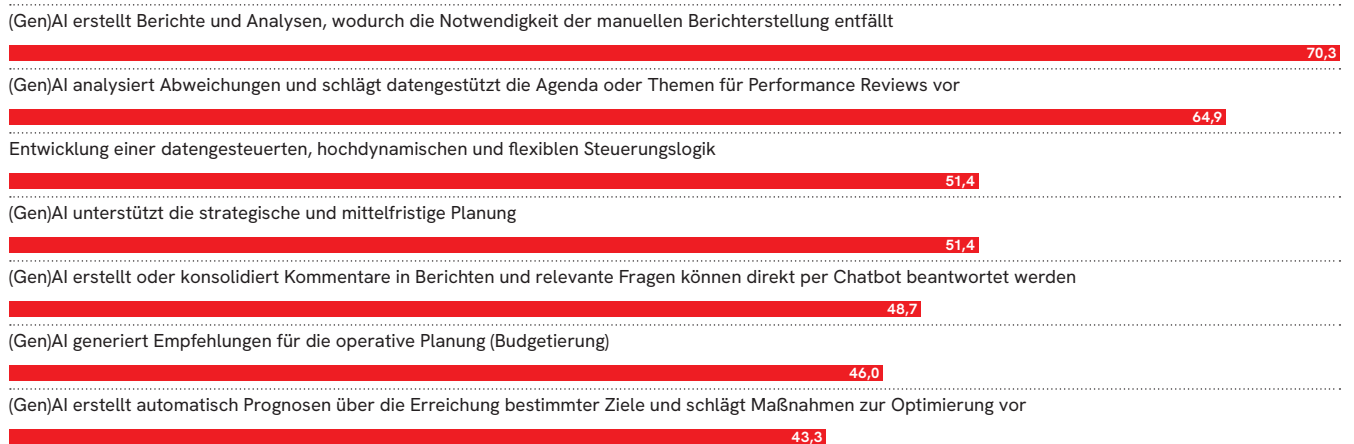 (Gen)AI erstellt Berichte und Analysen, wodurch die Notwendigkeit der manuellen Berichterstellung entfällt
70,3
(Gen)AI analysiert Abweichungen und schlägt datengestützt die Agenda oder Themen für Performance Reviews vor
64,9
Entwicklung einer datengesteuerten, hochdynamischen und flexiblen Steuerungslogik
51,4
(Gen)AI unterstützt die strategische und mittelfristige Planung
51,4
(Gen)AI erstellt oder konsolidiert Kommentare in Berichten und relevante Fragen können direkt per Chatbot beantwortet werden
48,7
(Gen)AI generiert Empfehlungen für die operative Planung (Budgetierung)
46,0
(Gen)AI erstellt automatisch Prognosen über die Erreichung bestimmter Ziele und schlägt Maßnahmen zur Optimierung vor
43,3